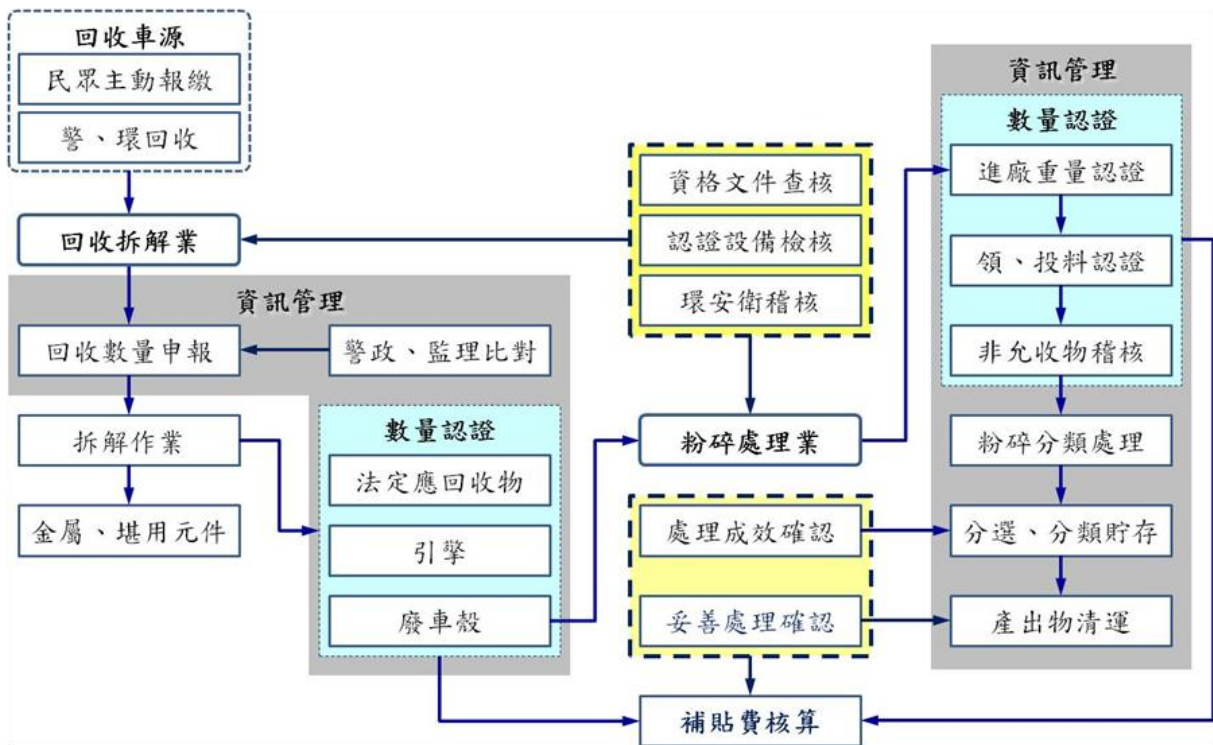 回收車源
民眾主動報繳
警、環回收
回收拆解業
資訊管理
回收數量申報
警政、監理比對
拆解作業
金屬、堪用元件
數量認證
法定應回收物
引擎
廢車殼
資格文件查核
認證設備檢核
環安衛稽核
粉碎處理業
處理成效確認
妥善處理確認
補貼費核算
資訊管理
數量認證
進廠重量認證
領、投料認證
非允收物稽核
粉碎分類處理
分選、分類貯存
產出物清運